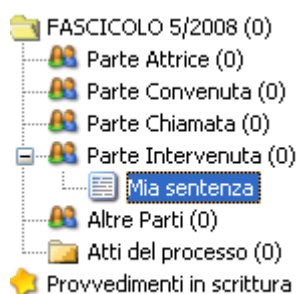 FASCICOLO 5/2008 (0)
Parte Attrice (0)
Parte Convenuta (0)
Parte Chiamata (0)
Parte Intervenuta (0)
Mia sentenza
Altre Parti (0)
Atti del processo (0)
Provvedimenti in scrittura